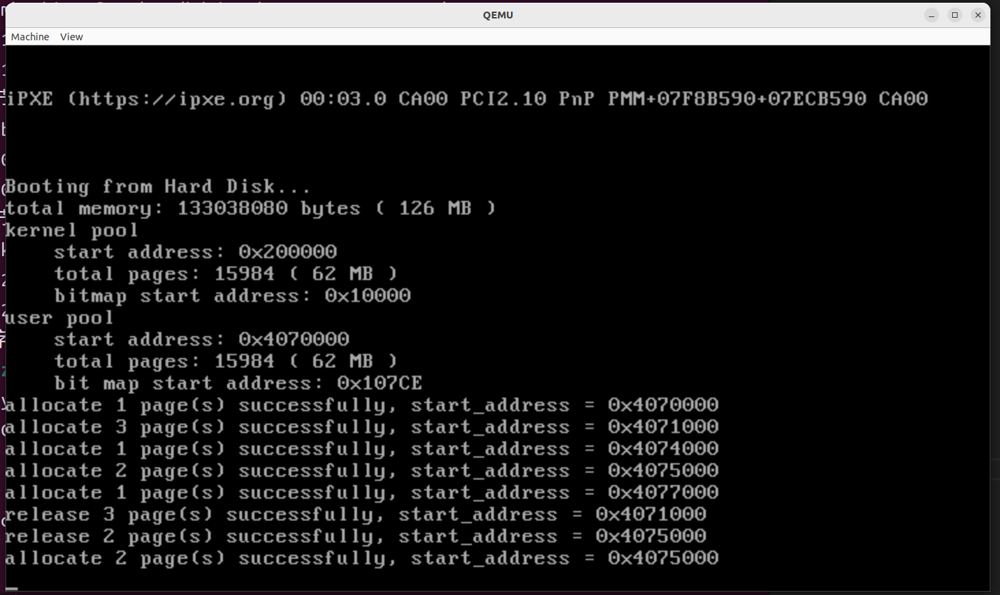 QEMU
Machine View
iPXE (https://ipxe.org) 00:03.0 CA00 PCI2.10 PnP PMM+07F8B590+07ECB590 CA00
Booting from Hard Disk...
total memory: 133038080 bytes ( 126 MB )
kernel pool
    start address: 0x200000
    total pages: 15984 ( 62 MB )
    bitmap start address: 0x10000
user pool
    start address: 0x4070000
    total pages: 15984 ( 62 MB )
    bit map start address: 0x107CE
allocate 1 page(s) successfully, start_address = 0x4070000
allocate 3 page(s) successfully, start_address = 0x4071000
allocate 1 page(s) successfully, start_address = 0x4074000
allocate 2 page(s) successfully, start_address = 0x4075000
allocate 1 page(s) successfully, start_address = 0x4077000
release 3 page(s) successfully, start_address = 0x4071000
release 2 page(s) successfully, start_address = 0x4075000
allocate 2 page(s) successfully, start_address = 0x4075000